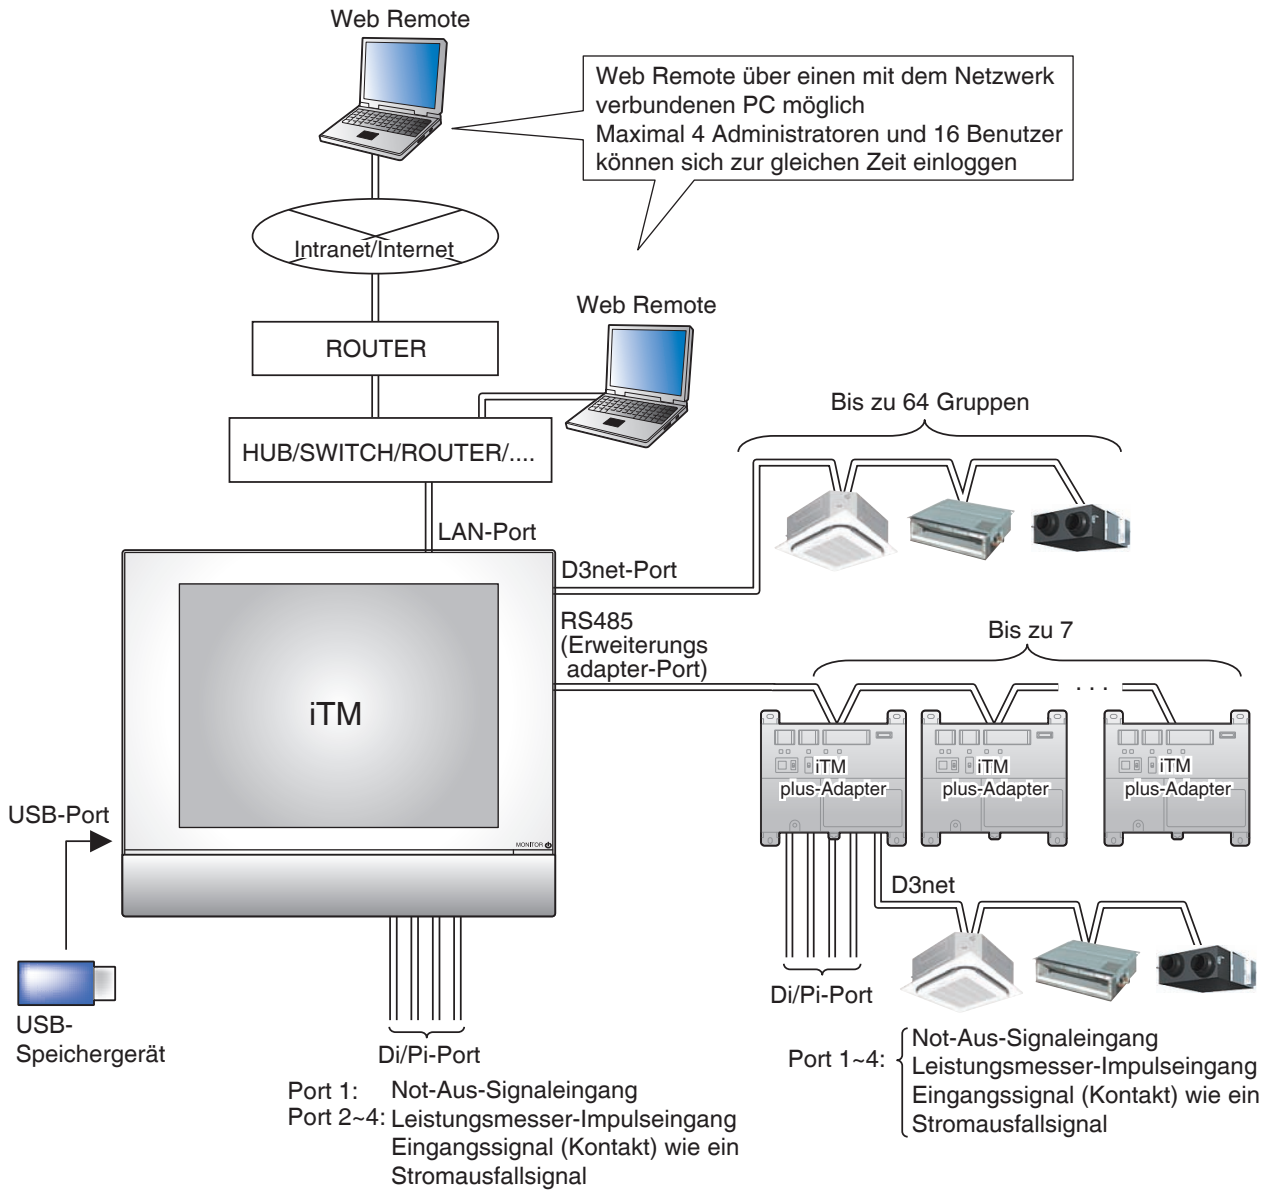 Web Remote
Web Remote über einen mit dem Netzwerk
verbundenen PC möglich
Maximal 4 Administratoren und 16 Benutzer
können sich zur gleichen Zeit einloggen
Intranet/Internet
Web Remote
ROUTER
Bis zu 64 Gruppen
HUB/SWITCH/ROUTER/....
LAN-Port
D3net-Port
RS485
(Erweiterungs
adapter-Port)
Bis zu 7
. . .
iTM
iTM
plus-Adapter
iTM
plus-Adapter
iTM
plus-Adapter
USB-Port
MONITOR
D3net
Di/Pi-Port
USB-
Speichergerät
Di/Pi-Port
Port 1: Not-Aus-Signaleingang
Port 2~4: Leistungsmesser-Impulseingang
Eingangssignal (Kontakt) wie ein
Stromausfallsignal
Port 1~4:
Not-Aus-Signaleingang
Leistungsmesser-Impulseingang
Eingangssignal (Kontakt) wie ein
Stromausfallsignal